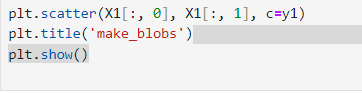 plt.scatter(X1[:, 0], X1[:, 1], c=y1)
plt.title('make_blobs')
plt.show()